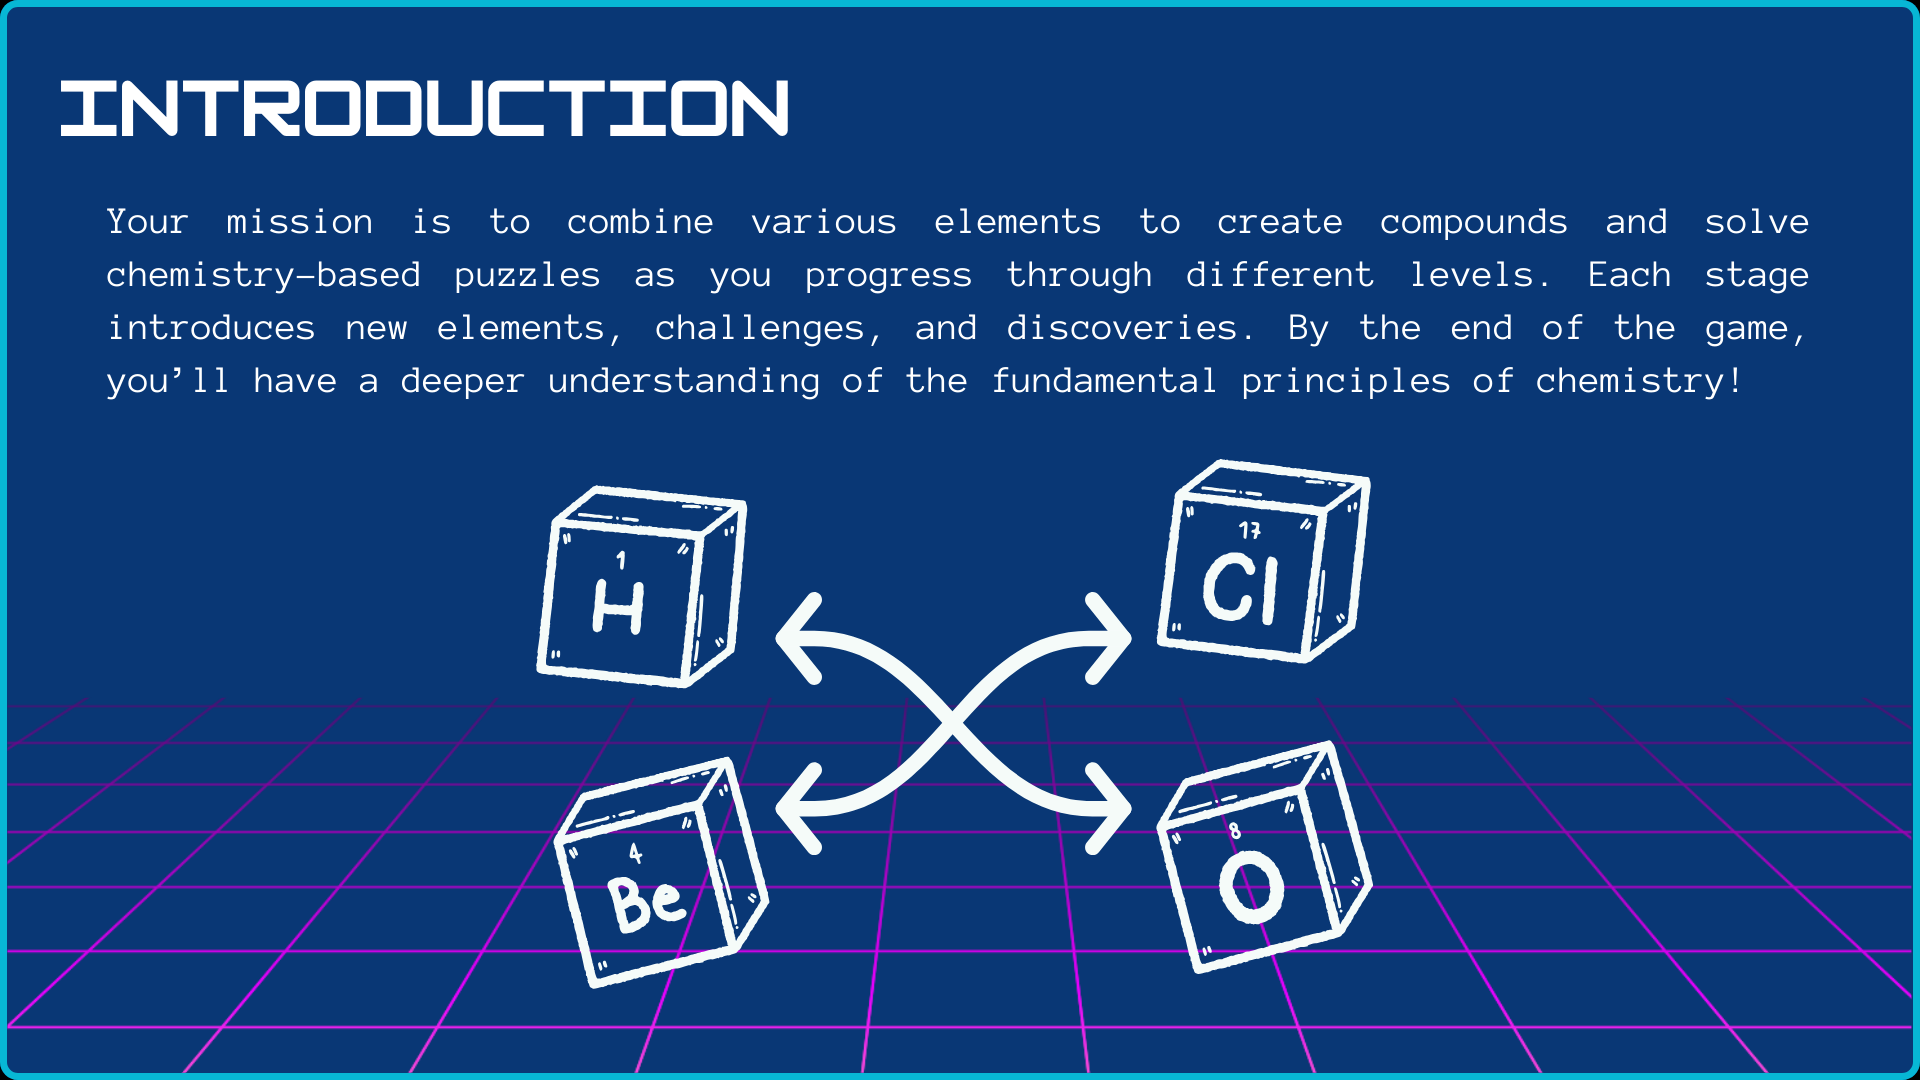 INTRODUCTION
Your mission is to combine various elements to create compounds and solve
chemistry-based puzzles as you progress through different levels. Each stage
introduces new elements, challenges, and discoveries. By the end of the game,
you’ll have a deeper understanding of the fundamental principles of chemistry!
1
H
17
Cl
4
Be
8
O